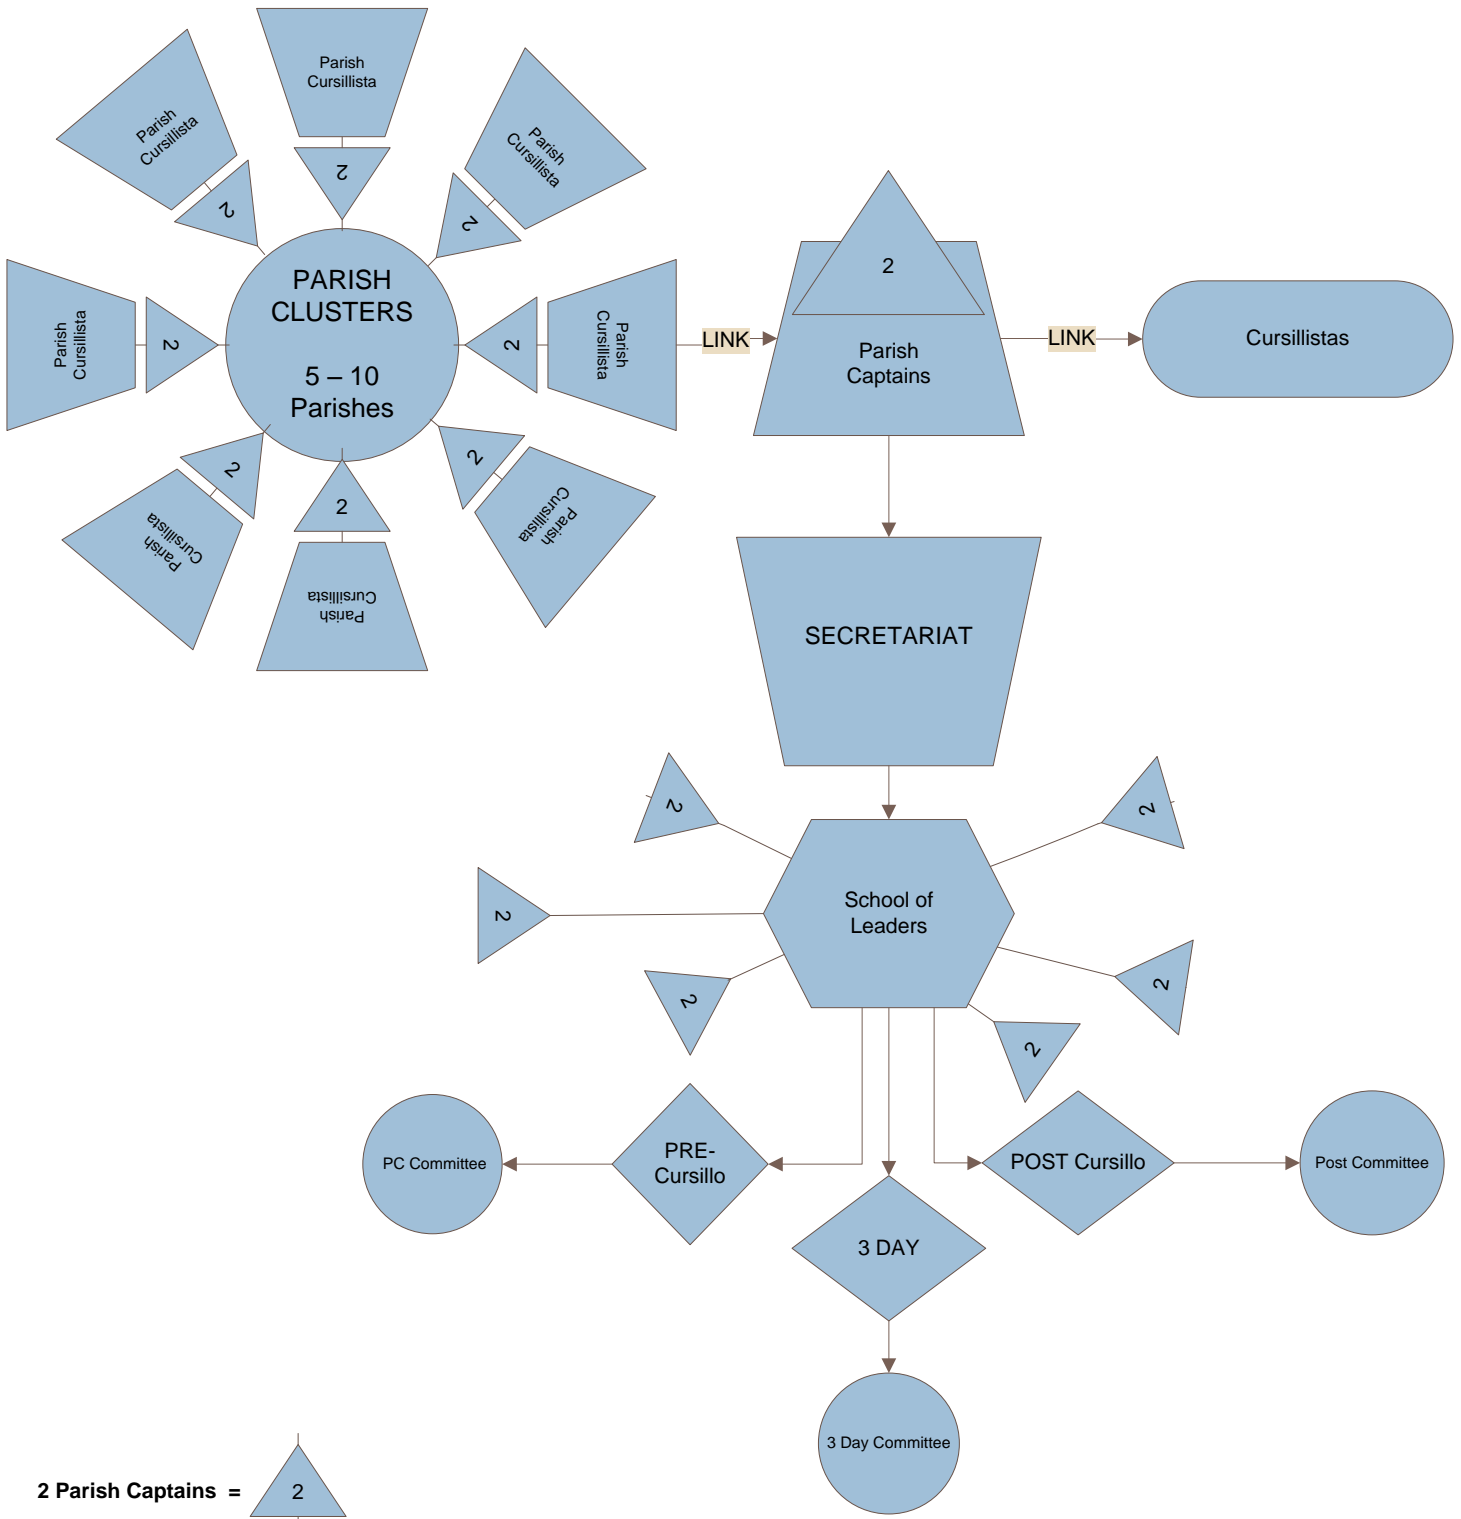 Parish
Cursillista
2
Parish
Cursillista
2
Parish
Cursillista
2
Parish
Cursillista
2
PARISH
CLUSTERS
5 – 10
Parishes
2
Parish
Cursillista
LINK
2
Parish
Captains
LINK
Cursillistas
2
Parish
Cursillista
2
Parish
Cursillista
2
Parish
Cursillista
SECRETARIAT
2
2
2
School of
Leaders
2
2
2
PC Committee
PRE-
Cursillo
POST Cursillo
Post Committee
3 DAY
3 Day Committee
2 Parish Captains = 2